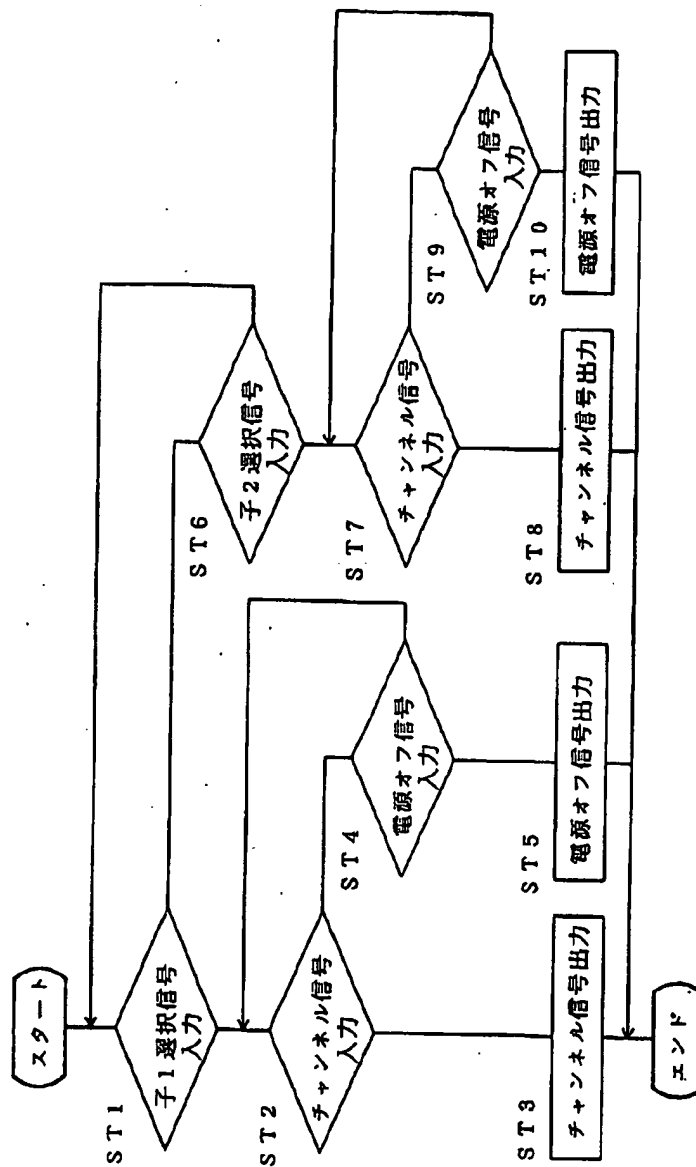 スタート
ST1
子1選択信号
入力
ST2
チャンネル信号
入力
ST3
チャンネル信号出力
エンド
ST4
電源オフ信号
入力
ST5
電源オフ信号出力
ST6
子2選択信号
入力
ST7
チャンネル信号
入力
ST8
チャンネル信号出力
ST9
電源オフ信号
入力
ST10
電源オフ信号出力